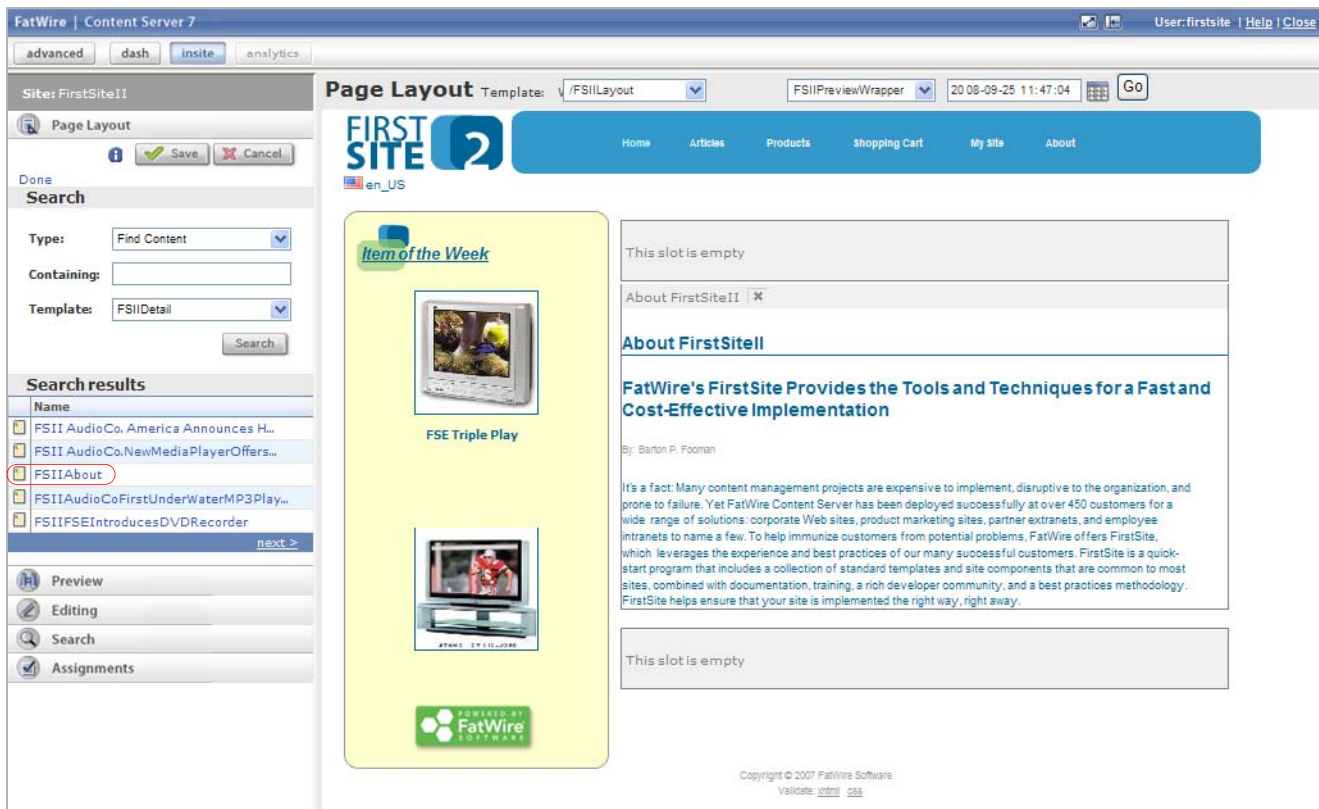 FatWire | Content Server 7
User:firstsite | Help | Close
advanced dash insite analytics
Site: FirstSiteII
Page Layout
Save Cancel
Done
Search
Type: Find Content
Containing:
Template: FSIIDetail
Search
Search results
Name
FSII AudioCo. America Announces H...
FSII AudioCo.NewMediaPlayerOffers...
FSIIAbout
FSIIAudioCoFirstUnderWaterMP3Play...
FSIIFSEIntroducesDVDRecorder
next >
Preview
Editing
Search
Assignments
Page Layout Template: /FSIILayout FSIIPreviewWrapper 2008-09-25 11:47:04 Go
FIRST
SITE 2
Home Articles Products Shopping Cart My Site About
en_US
Item of the Week
FSE Triple Play
POWERED BY
FatWire
SOFTWARE
This slot is empty
About FirstSiteII
About FirstSiteII
FatWire's FirstSite Provides the Tools and Techniques for a Fast and
Cost-Effective Implementation
By: Barton P. Fooman
It's a fact: Many content management projects are expensive to implement, disruptive to the organization, and
prone to failure. Yet FatWire Content Server has been deployed successfully at over 450 customers for a
wide range of solutions: corporate Web sites, product marketing sites, partner extranets, and employee
intranets to name a few. To help immunize customers from potential problems, FatWire offers FirstSite,
which leverages the experience and best practices of our many successful customers. FirstSite is a quick-
start program that includes a collection of standard templates and site components that are common to most
sites, combined with documentation, training, a rich developer community, and a best practices methodology.
FirstSite helps ensure that your site is implemented the right way, right away.
This slot is empty
Copyright © 2007 FatWire Software
Validate: xhtml css